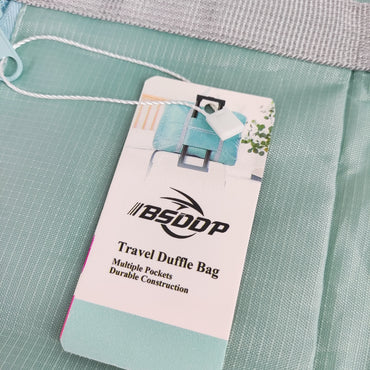 BSDDP
Travel Duffle Bag
Multiple Pockets
Durable Construction